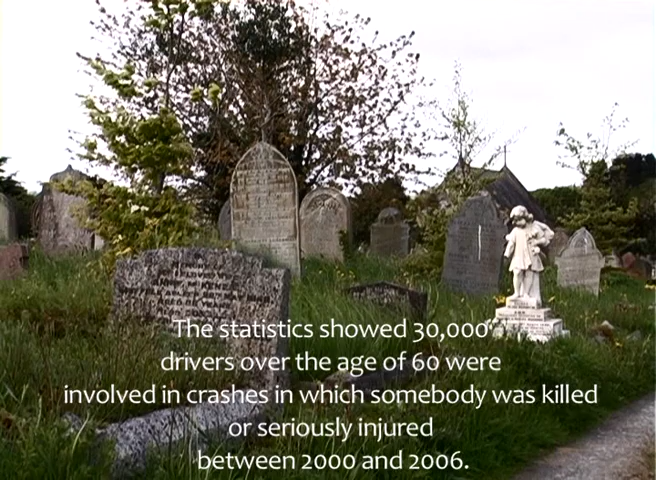 The statistics showed 30,000
drivers over the age of 60 were
involved in crashes in which somebody was killed
or seriously injured
between 2000 and 2006.